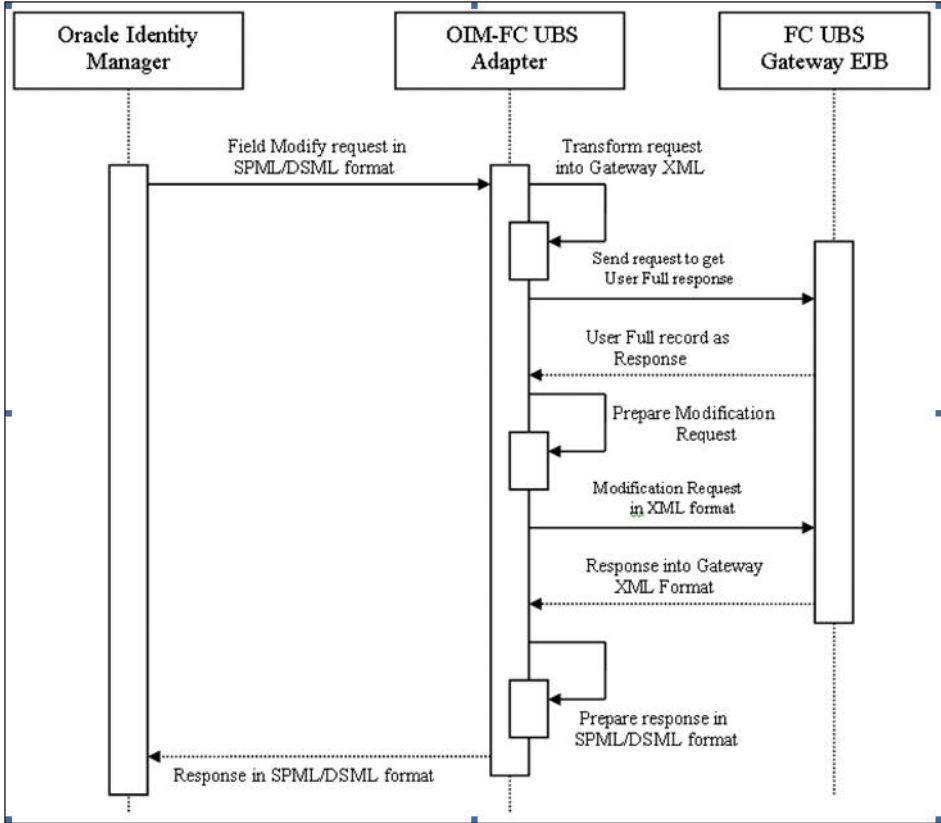 Oracle Identity
Manager
OIM-FC UBS
Adapter
FC UBS
Gateway EJB
Field Modify request in
SPML/DSML format
Transform request
into Gateway XML
Send request to get
User Full response
User Full record as
Response
Prepare Modification
Request
Modification Request
in XML format
Response into Gateway
XML Format
Prepare response in
SPML/DSML format
Response in SPML/DSML format